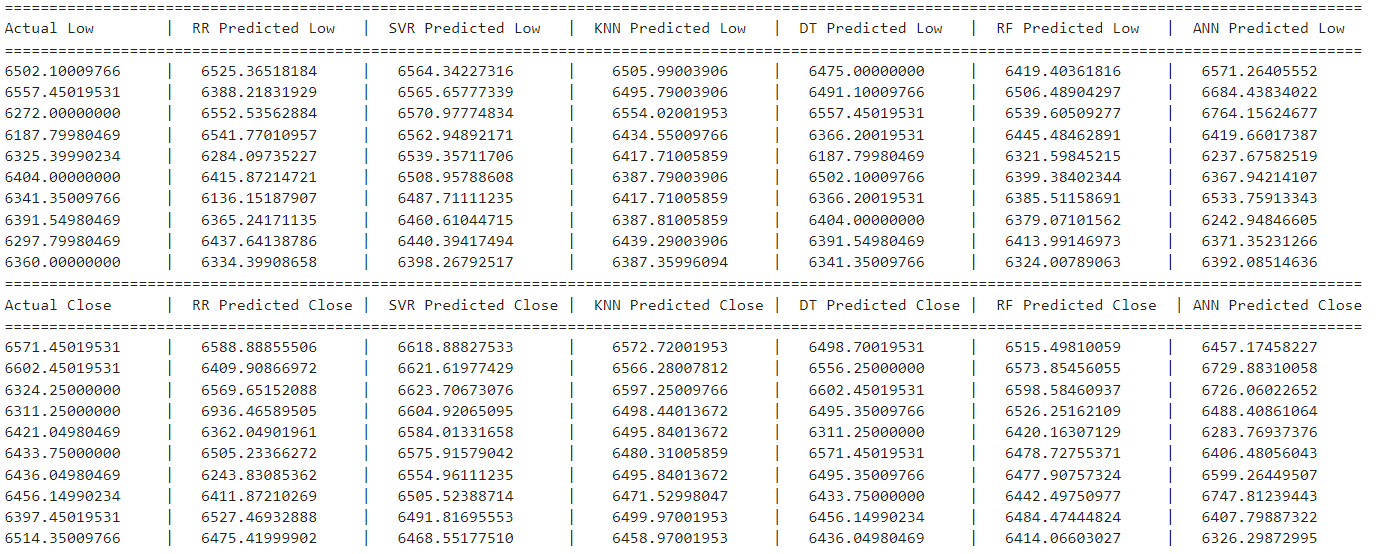 ==========================================================================================================================================================
Actual Low | RR Predicted Low | SVR Predicted Low | KNN Predicted Low | DT Predicted Low | RF Predicted Low | ANN Predicted Low
==========================================================================================================================================================
6502.10009766 | 6525.36518184 | 6564.34227316 | 6505.99003906 | 6475.00000000 | 6419.40361816 | 6571.26405552
6557.45019531 | 6388.21831929 | 6565.65777339 | 6495.79003906 | 6491.10009766 | 6506.48904297 | 6684.43834022
6272.00000000 | 6552.53562884 | 6570.97774834 | 6554.02001953 | 6557.45019531 | 6539.60509277 | 6764.15624677
6187.79980469 | 6541.77010957 | 6562.94892171 | 6434.55009766 | 6366.20019531 | 6445.48462891 | 6419.66017387
6325.39990234 | 6284.09735227 | 6539.35711706 | 6417.71005859 | 6187.79980469 | 6321.59845215 | 6237.67582519
6404.00000000 | 6415.87214721 | 6508.95788608 | 6387.79003906 | 6502.10009766 | 6399.38402344 | 6367.94214107
6341.35009766 | 6136.15187907 | 6487.71111235 | 6417.71005859 | 6366.20019531 | 6385.51158691 | 6533.75913343
6391.54980469 | 6365.24171135 | 6460.61044715 | 6387.81005859 | 6404.00000000 | 6379.07101562 | 6242.94846605
6297.79980469 | 6437.64138786 | 6440.39417494 | 6439.29003906 | 6391.54980469 | 6413.99146973 | 6371.35231266
6360.00000000 | 6334.39908658 | 6398.26792517 | 6387.35996094 | 6341.35009766 | 6324.00789063 | 6392.08514636
==========================================================================================================================================================
Actual Close | RR Predicted Close | SVR Predicted Close | KNN Predicted Close | DT Predicted Close | RF Predicted Close | ANN Predicted Close
==========================================================================================================================================================
6571.45019531 | 6588.88855506 | 6618.88827533 | 6572.72001953 | 6498.70019531 | 6515.49810059 | 6457.17458227
6602.45019531 | 6409.90866972 | 6621.61977429 | 6566.28007812 | 6556.25000000 | 6573.85456055 | 6729.88310058
6324.25000000 | 6569.65152088 | 6623.70673076 | 6597.25009766 | 6602.45019531 | 6598.58460937 | 6726.06022652
6311.25000000 | 6936.46589505 | 6604.92065095 | 6498.44013672 | 6495.35009766 | 6526.25162109 | 6488.40861064
6421.04980469 | 6362.04901961 | 6584.01331658 | 6495.84013672 | 6311.25000000 | 6420.16307129 | 6283.76937376
6433.75000000 | 6505.23366272 | 6575.91579042 | 6480.31005859 | 6571.45019531 | 6478.72755371 | 6406.48056043
6436.04980469 | 6243.83085362 | 6554.96111235 | 6495.84013672 | 6495.35009766 | 6477.90757324 | 6599.26449507
6456.14990234 | 6411.87210269 | 6505.52388714 | 6471.52998047 | 6433.75000000 | 6442.49750977 | 6747.81239443
6397.45019531 | 6527.46932888 | 6491.81695553 | 6499.97001953 | 6456.14990234 | 6484.47444824 | 6407.79887322
6514.35009766 | 6475.41999902 | 6468.55177510 | 6458.97001953 | 6436.04980469 | 6414.06603027 | 6326.29872995